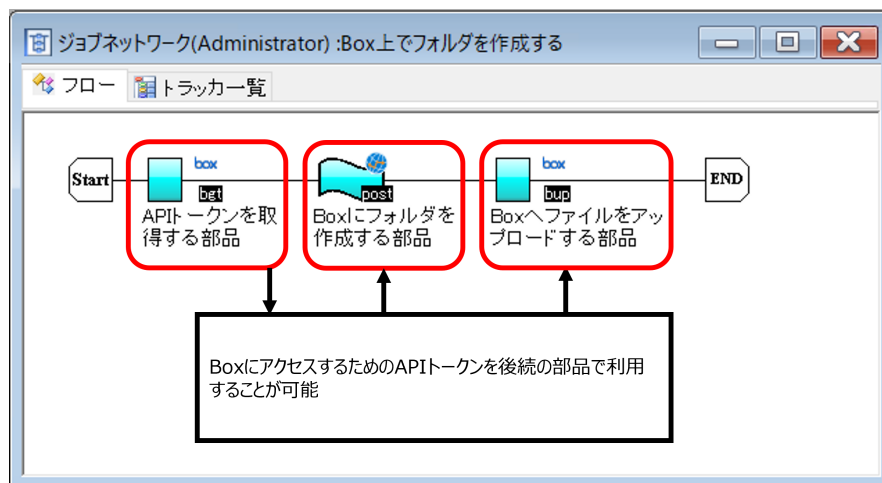 ジョブネットワーク(Administrator) :Box上でフォルダを作成する
フロー
トラッカ一覧
Start
box
bgt
APIトークンを取
得する部品
post
Boxにフォルダを
作成する部品
box
bup
Boxへファイルをアッ
プロードする部品
END
BoxにアクセスするためのAPIトークンを後続の部品で利用
することが可能